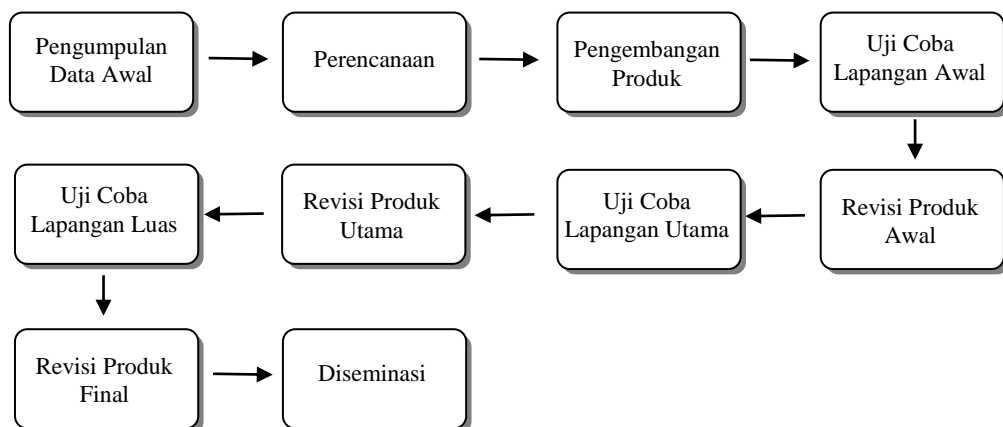 Pengumpulan
Data Awal
Perencanaan
Pengembangan
Produk
Uji Coba
Lapangan Awal
Revisi Produk
Awal
Uji Coba
Lapangan Utama
Revisi Produk
Utama
Uji Coba
Lapangan Luas
Revisi Produk
Final
Diseminasi